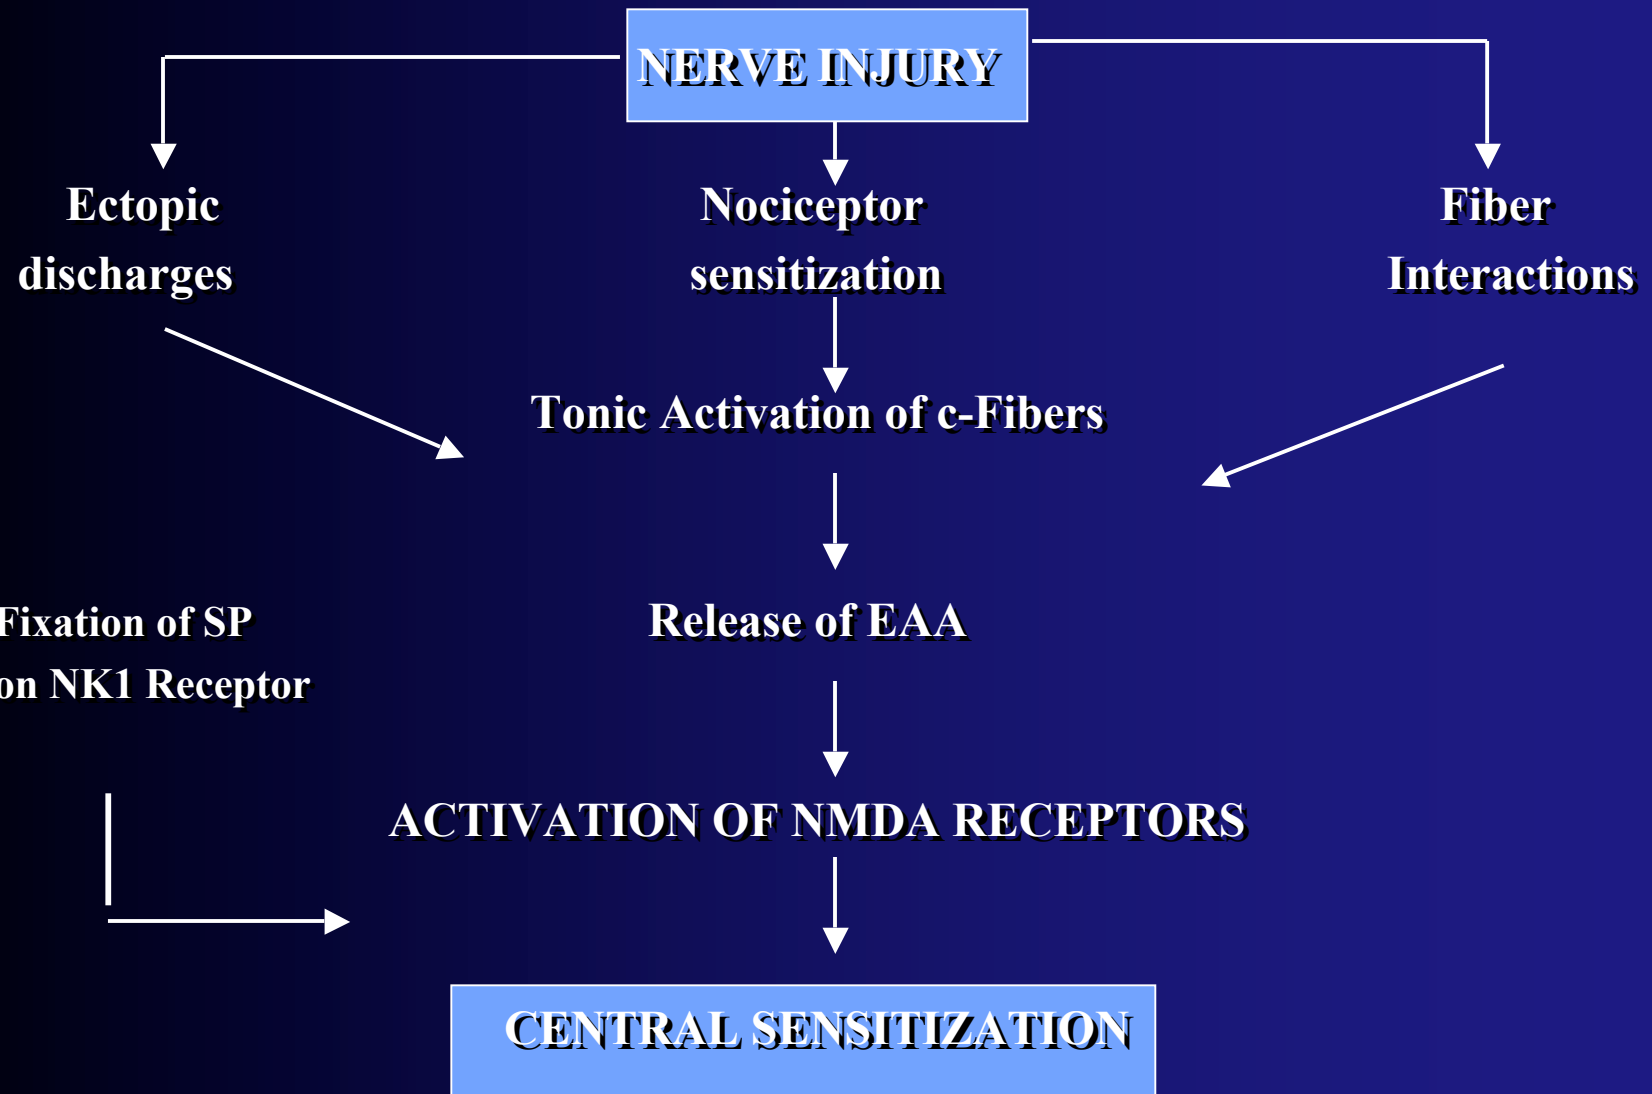 NERVE INJURY
Ectopic
discharges
Nociceptor
sensitization
Fiber
Interactions
Tonic Activation of c-Fibers
Fixation of SP
on NK1 Receptor
Release of EAA
ACTIVATION OF NMDA RECEPTORS
CENTRAL SENSITIZATION